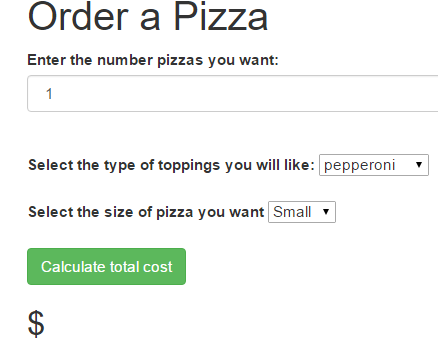 Order a Pizza
Enter the number pizzas you want:
1
Select the type of toppings you will like: pepperoni
Select the size of pizza you want Small
Calculate total cost
$